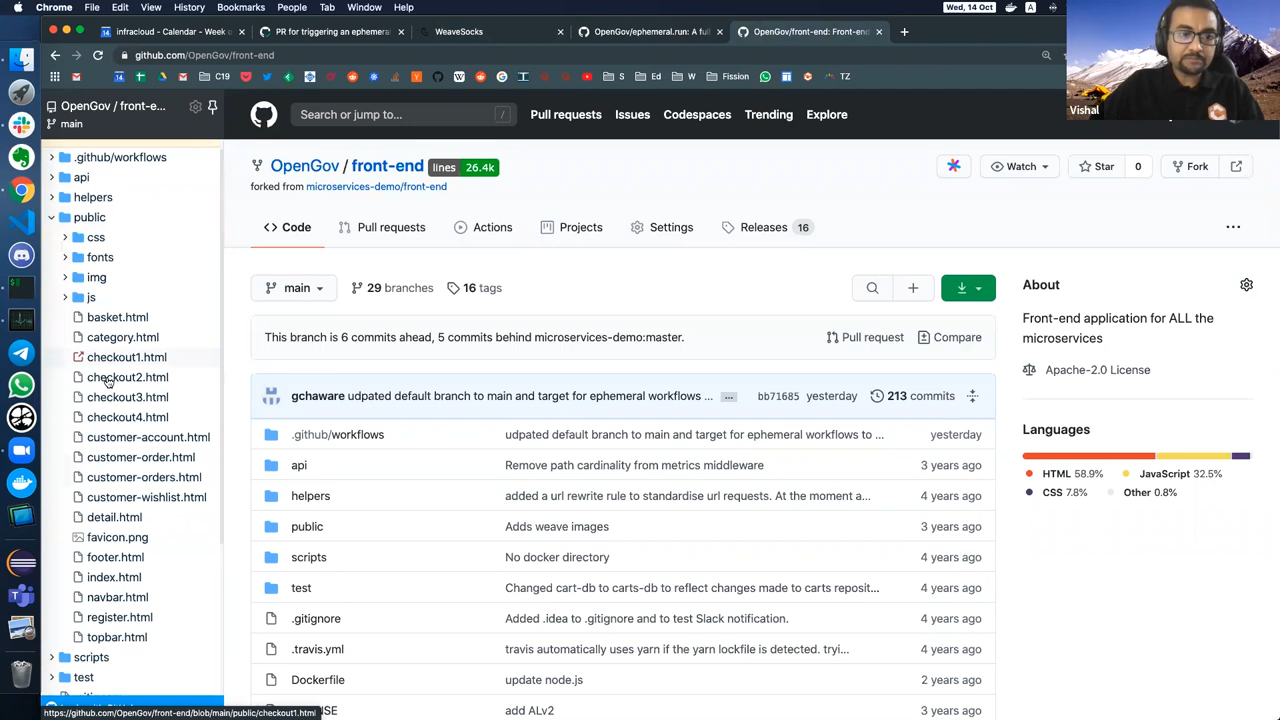 Chrome File Edit View History Bookmarks People Tab Window Help
Wed, 14 Oct
infracloud - Calendar - Week o
PR for triggering an ephemeral
WeaveSocks
OpenGov/ephemeral.run: A full
OpenGov/front-end: Front-end
github.com/OpenGov/front-end
C19
S
Ed
W
Fission
TZ
Vishal
OpenGov / front-e...
main
.github/workflows
api
helpers
public
css
fonts
img
js
basket.html
category.html
checkout1.html
checkout2.html
checkout3.html
checkout4.html
customer-account.html
customer-order.html
customer-orders.html
customer-wishlist.html
detail.html
favicon.png
footer.html
index.html
navbar.html
register.html
topbar.html
scripts
test
https://github.com/OpenGov/front-end/blob/main/public/checkout1.html
Search or jump to...
/
Pull requests
Issues
Codespaces
Trending
Explore
OpenGov / front-end
lines 26.4k
forked from microservices-demo/front-end
Watch
Star 0
Fork
Code
Pull requests
Actions
Projects
Settings
Releases 16
main
29 branches
16 tags
This branch is 6 commits ahead, 5 commits behind microservices-demo:master.
Pull request
Compare
gchaware udpated default branch to main and target for ephemeral workflows ...
bb71685 yesterday
213 commits
.github/workflows udpated default branch to main and target for ephemeral workflows to ... yesterday
api Remove path cardinality from metrics middleware 3 years ago
helpers added a url rewrite rule to standardise url requests. At the moment a... 4 years ago
public Adds weave images 3 years ago
scripts No docker directory 4 years ago
test Changed cart-db to carts-db to reflect changes made to carts reposit... 4 years ago
.gitignore Added .idea to .gitignore and to test Slack notification. 4 years ago
.travis.yml travis automatically uses yarn if the yarn lockfile is detected. tryi... 4 years ago
Dockerfile update node.js 2 years ago
add ALv2 3 years ago
About
Front-end application for ALL the
microservices
Apache-2.0 License
Languages
HTML 58.9%
JavaScript 32.5%
CSS 7.8%
Other 0.8%